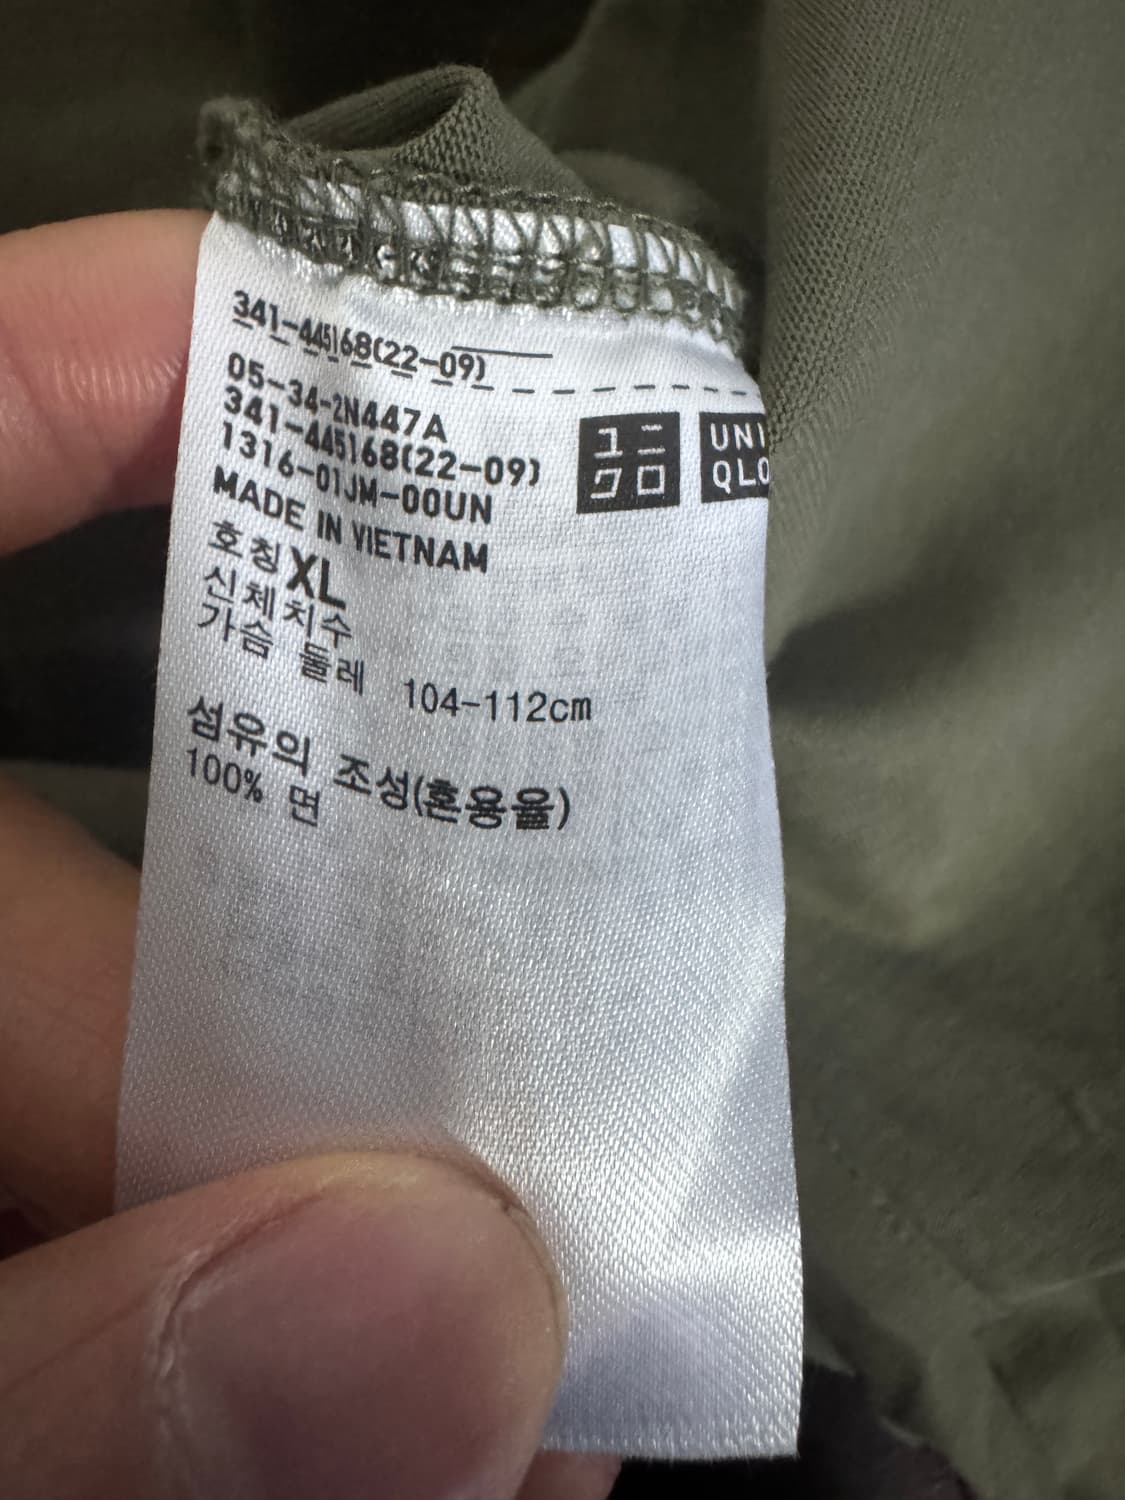 341-445168(22-09)
05-34-2N447A
341-445168(22-09)
1316-01JM-00UN
MADE IN VIETNAM
ユニ
クロ
UNI
QLO
호칭 XL
신체치수
가슴 둘레 104-112cm
섬유의 조성(혼용율)
100% 면